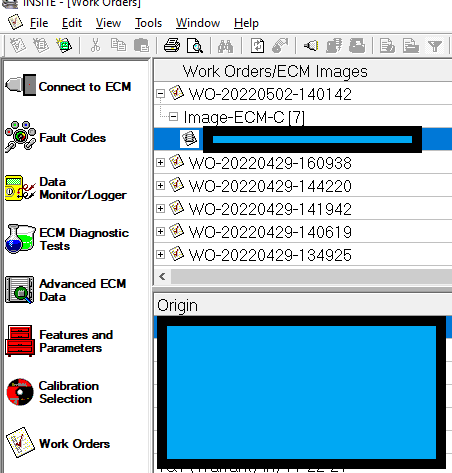 INSITE - [Work Orders]
File Edit View Tools Window Help
Connect to ECM
Fault Codes
Data
Monitor/Logger
ECM Diagnostic
Tests
Advanced ECM
Data
Features and
Parameters
Calibration
Selection
Work Orders
Work Orders/ECM Images
WO-20220502-140142
Image-ECM-C [7]
WO-20220429-160938
WO-20220429-144220
WO-20220429-141942
WO-20220429-140619
WO-20220429-134925
Origin